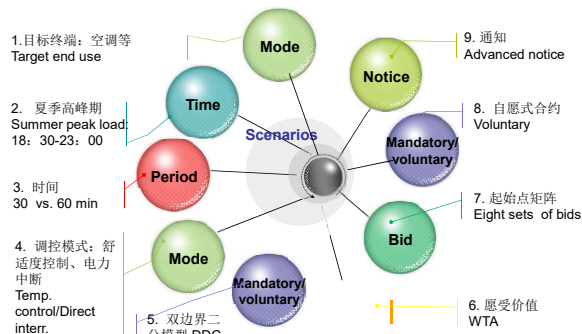 1.目标终端：空调等
Target end use
Mode
9. 通知
Advanced notice
Notice
2. 夏季高峰期
Summer peak load:
18：30-23：00
Time
Scenarios
8. 自愿式合约
Voluntary
Mandatory/
voluntary
3. 时间
30 vs. 60 min
Period
7. 起始点矩阵
Eight sets of bids
Bid
4. 调控模式：舒
适度控制、电力
中断
Temp.
control/Direct
interr.
Mode
Mandatory/
voluntary
5. 双边界二
6. 愿受价值
WTA